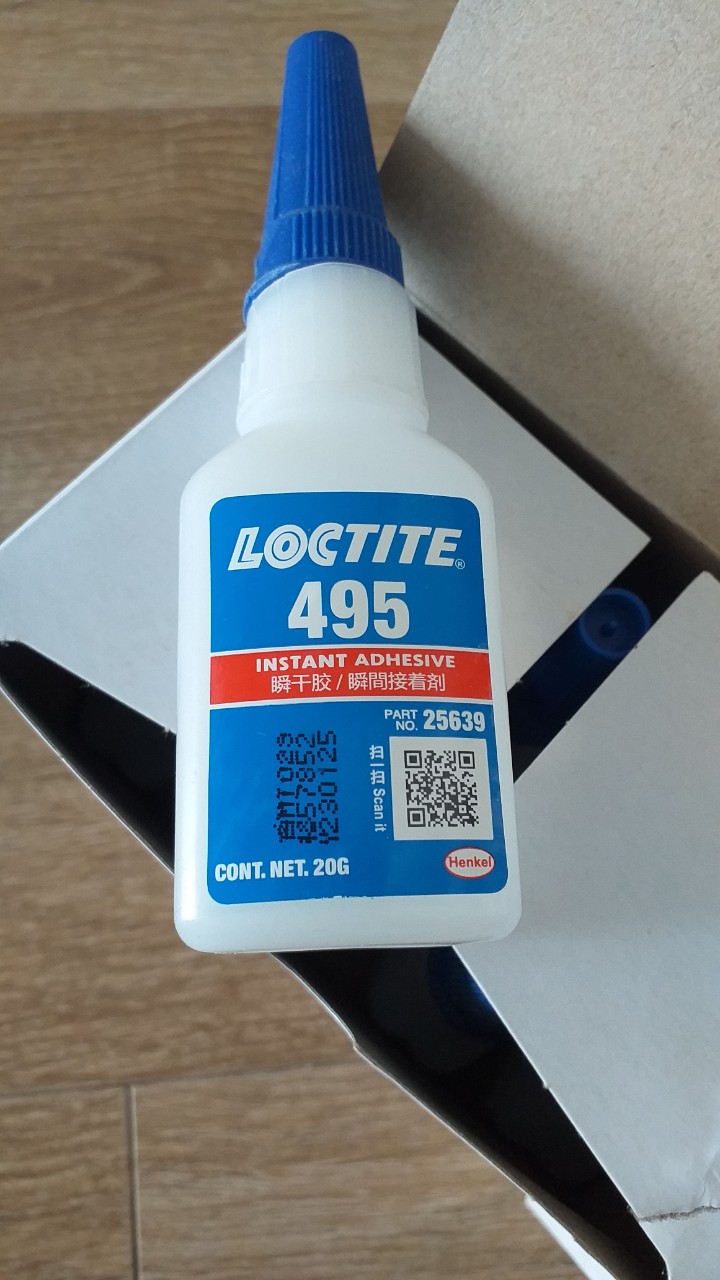 LOCTITE®
495
INSTANT ADHESIVE
瞬干胶 / 瞬間接着劑
PART NO. 25639
扫一扫 Scan it
CONT. NET. 20G
Henkel